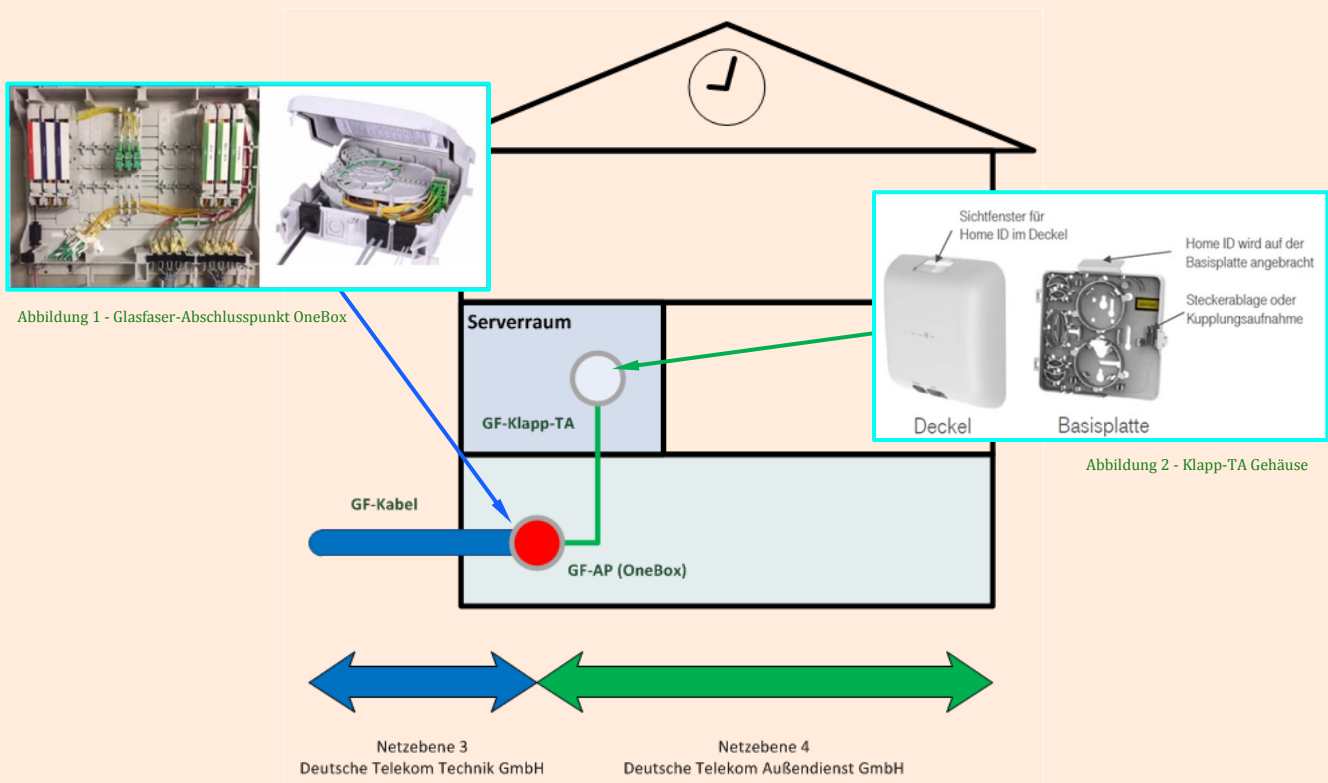 Abbildung 1 - Glasfaser-Abschlusspunkt OneBox
Sichtfenster für
Home ID im Deckel
Home ID wird auf der
Basisplatte angebracht
Steckerablage oder
Kupplungsaufnahme
Deckel
Basisplatte
Abbildung 2 - Klapp-TA Gehäuse
Serverraum
GF-Klapp-TA
GF-Kabel
GF-AP (OneBox)
Netzebene 3
Deutsche Telekom Technik GmbH
Netzebene 4
Deutsche Telekom Außendienst GmbH